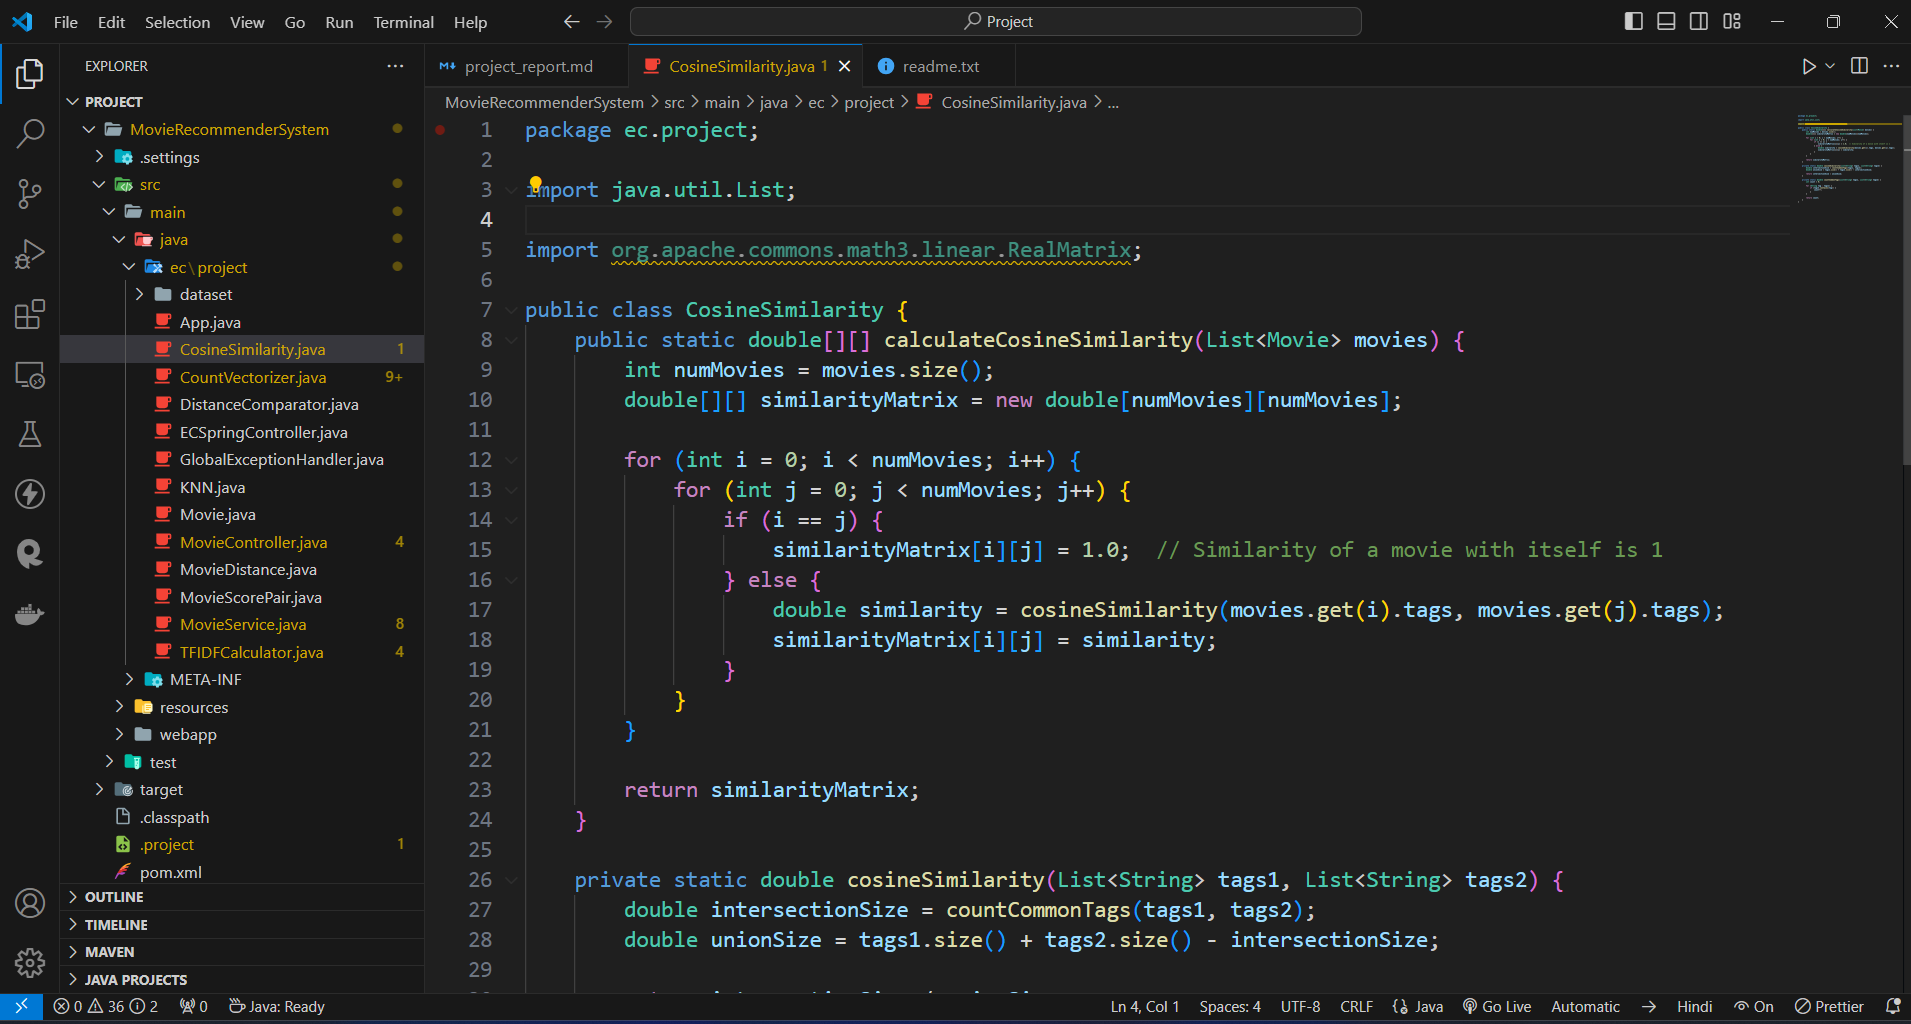 File Edit Selection View Go Run Terminal Help Project
EXPLORER
PROJECT
MovieRecommenderSystem
.settings
src
main
java
ec\project
dataset
App.java
CosineSimilarity.java 1
CountVectorizer.java 9+
DistanceComparator.java
ECSpringController.java
GlobalExceptionHandler.java
KNN.java
Movie.java
MovieController.java 4
MovieDistance.java
MovieScorePair.java
MovieService.java 8
TFIDFCalculator.java 4
META-INF
resources
webapp
test
target
.classpath
.project 1
pom.xml
OUTLINE
TIMELINE
MAVEN
JAVA PROJECTS
project_report.md CosineSimilarity.java 1 readme.txt
MovieRecommenderSystem > src > main > java > ec > project > CosineSimilarity.java > ...
1 package ec.project;
2
3 import java.util.List;
4
5 import org.apache.commons.math3.linear.RealMatrix;
6
7 public class CosineSimilarity {
8 public static double[][] calculateCosineSimilarity(List<Movie> movies) {
9 int numMovies = movies.size();
10 double[][] similarityMatrix = new double[numMovies][numMovies];
11
12 for (int i = 0; i < numMovies; i++) {
13 for (int j = 0; j < numMovies; j++) {
14 if (i == j) {
15 similarityMatrix[i][j] = 1.0; // Similarity of a movie with itself is 1
16 } else {
17 double similarity = cosineSimilarity(movies.get(i).tags, movies.get(j).tags);
18 similarityMatrix[i][j] = similarity;
19 }
20 }
21 }
22
23 return similarityMatrix;
24 }
25
26 private static double cosineSimilarity(List<String> tags1, List<String> tags2) {
27 double intersectionSize = countCommonTags(tags1, tags2);
28 double unionSize = tags1.size() + tags2.size() - intersectionSize;
29
0 36 2 0 Java: Ready Ln 4, Col 1 Spaces: 4 UTF-8 CRLF Java Go Live Automatic Hindi On Prettier